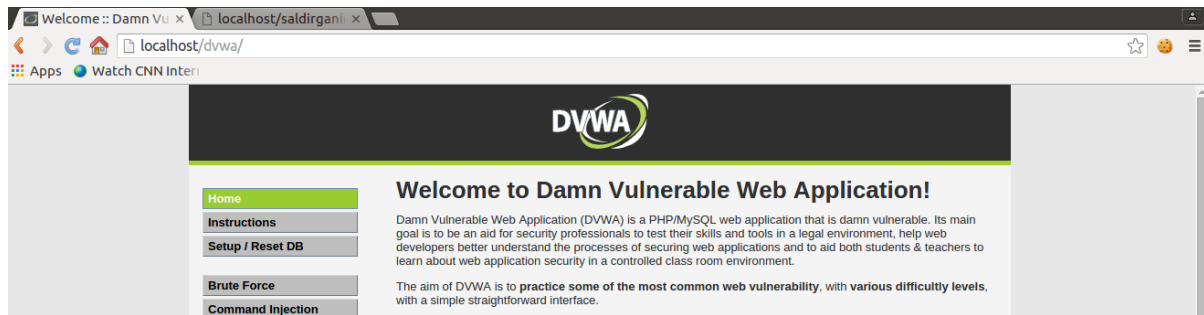 Welcome :: Damn Vu
localhost/saldirgani
localhost/dvwa/
Apps
Watch CNN Inter
DVWA
Home
Instructions
Setup / Reset DB
Brute Force
Command Injection
Welcome to Damn Vulnerable Web Application!
Damn Vulnerable Web Application (DVWA) is a PHP/MySQL web application that is damn vulnerable. Its main
goal is to be an aid for security professionals to test their skills and tools in a legal environment, help web
developers better understand the processes of securing web applications and to aid both students & teachers to
learn about web application security in a controlled class room environment.
The aim of DVWA is to practice some of the most common web vulnerability, with various difficultly levels,
with a simple straightforward interface.